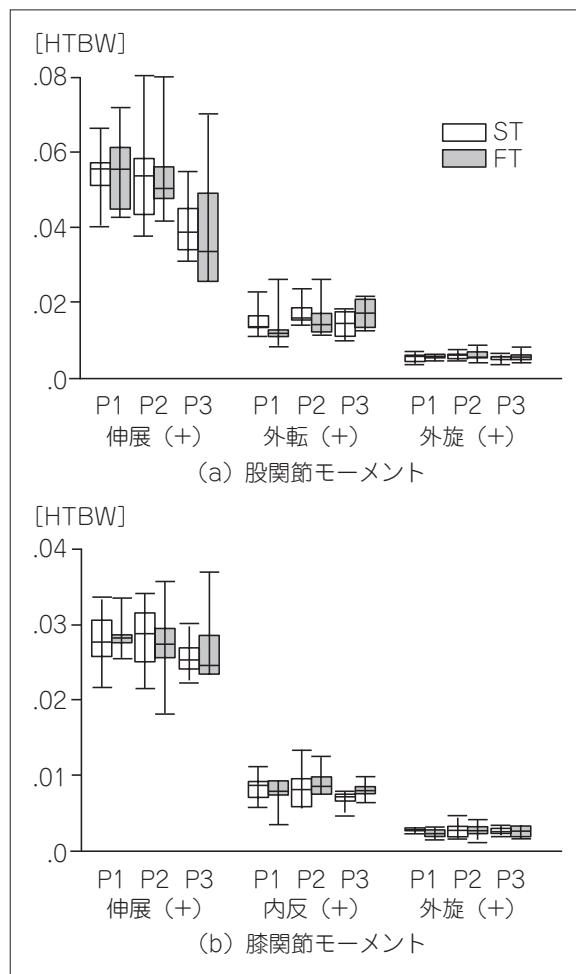 [HTBW]
.08
.06
.04
.02
.0
ST
FT
P1 P2 P3 P1 P2 P3 P1 P2 P3
伸展（+） 外転（+） 外旋（+）
（a）股関節モーメント
[HTBW]
.04
.03
.02
.01
.0
P1 P2 P3 P1 P2 P3 P1 P2 P3
伸展（+） 内反（+） 外旋（+）
（b）膝関節モーメント